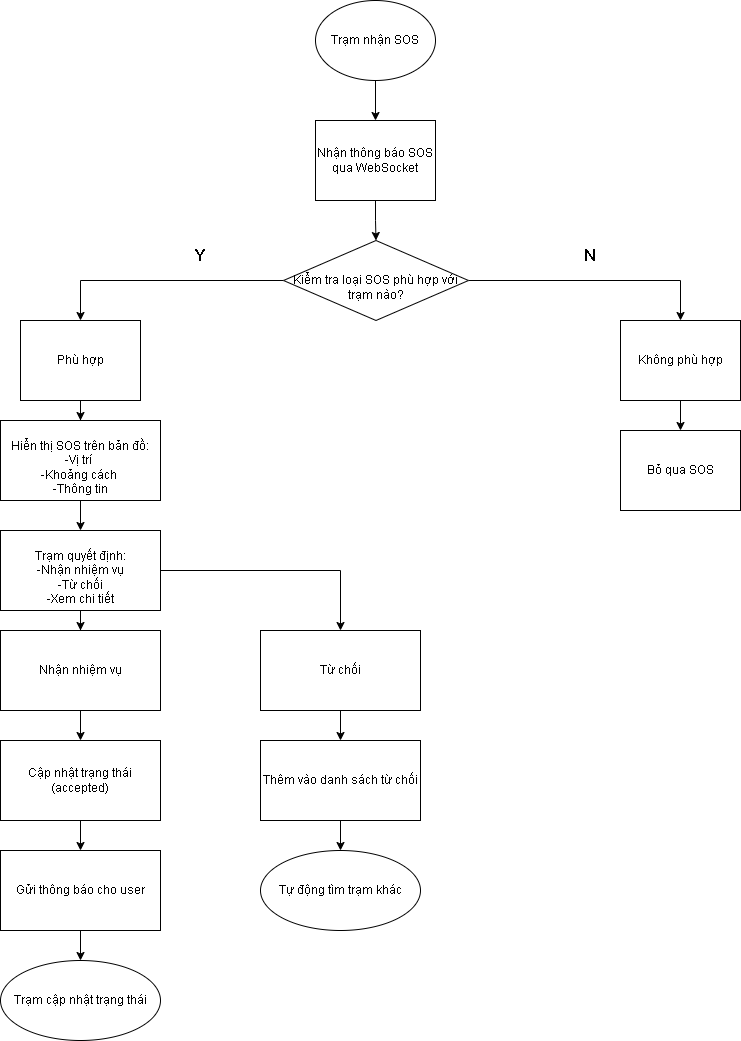 Trạm nhận SOS
Nhận thông báo SOS
qua WebSocket
Y
N
Kiểm tra loại SOS phù hợp với
trạm nào?
Phù hợp
Không phù hợp
Hiển thị SOS trên bản đồ:
-Vị trí
-Khoảng cách
-Thông tin
Bỏ qua SOS
Trạm quyết định:
-Nhận nhiệm vụ
-Từ chối
-Xem chi tiết
Nhận nhiệm vụ
Từ chối
Cập nhật trạng thái
(accepted)
Thêm vào danh sách từ chối
Gửi thông báo cho user
Tự động tìm trạm khác
Trạm cập nhật trạng thái